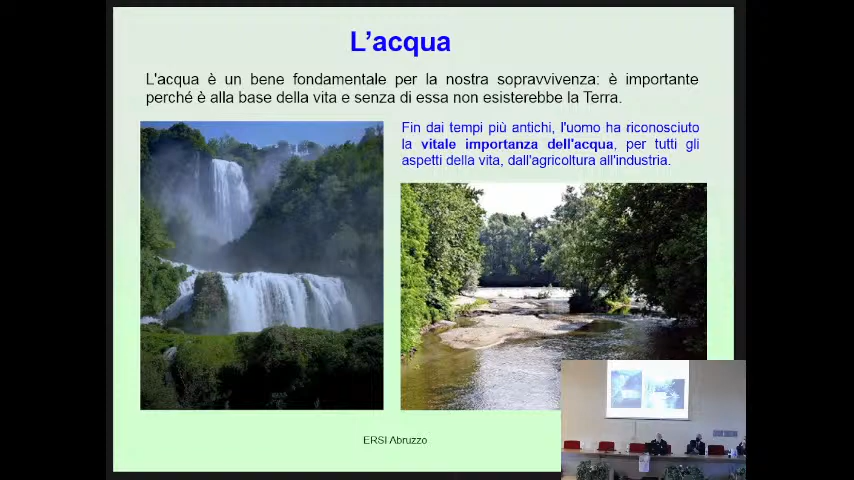 L'acqua
L'acqua è un bene fondamentale per la nostra sopravvivenza: è importante
perché è alla base della vita e senza di essa non esisterebbe la Terra.
Fin dai tempi più antichi, l'uomo ha riconosciuto
la vitale importanza dell'acqua, per tutti gli
aspetti della vita, dall'agricoltura all'industria.
ERSI Abruzzo